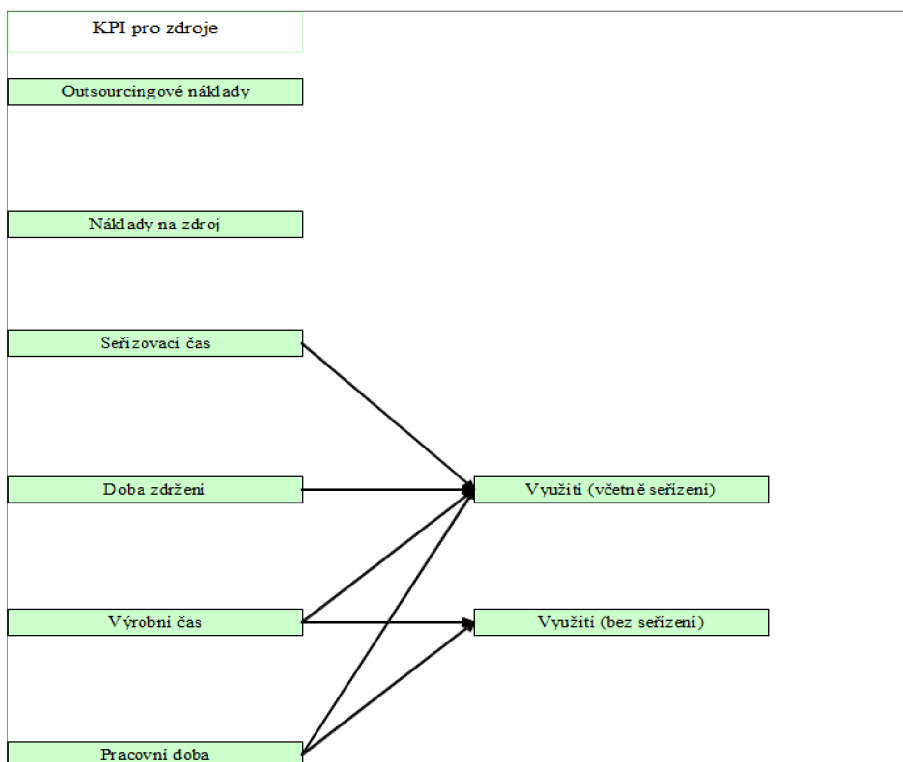 KPI pro zdroje
Outsourcingové náklady
Náklady na zdroj
Seřizovací čas
Doba zdržení
Využití (včetně seřízení)
Výrobní čas
Využití (bez seřízení)
Pracovní doba